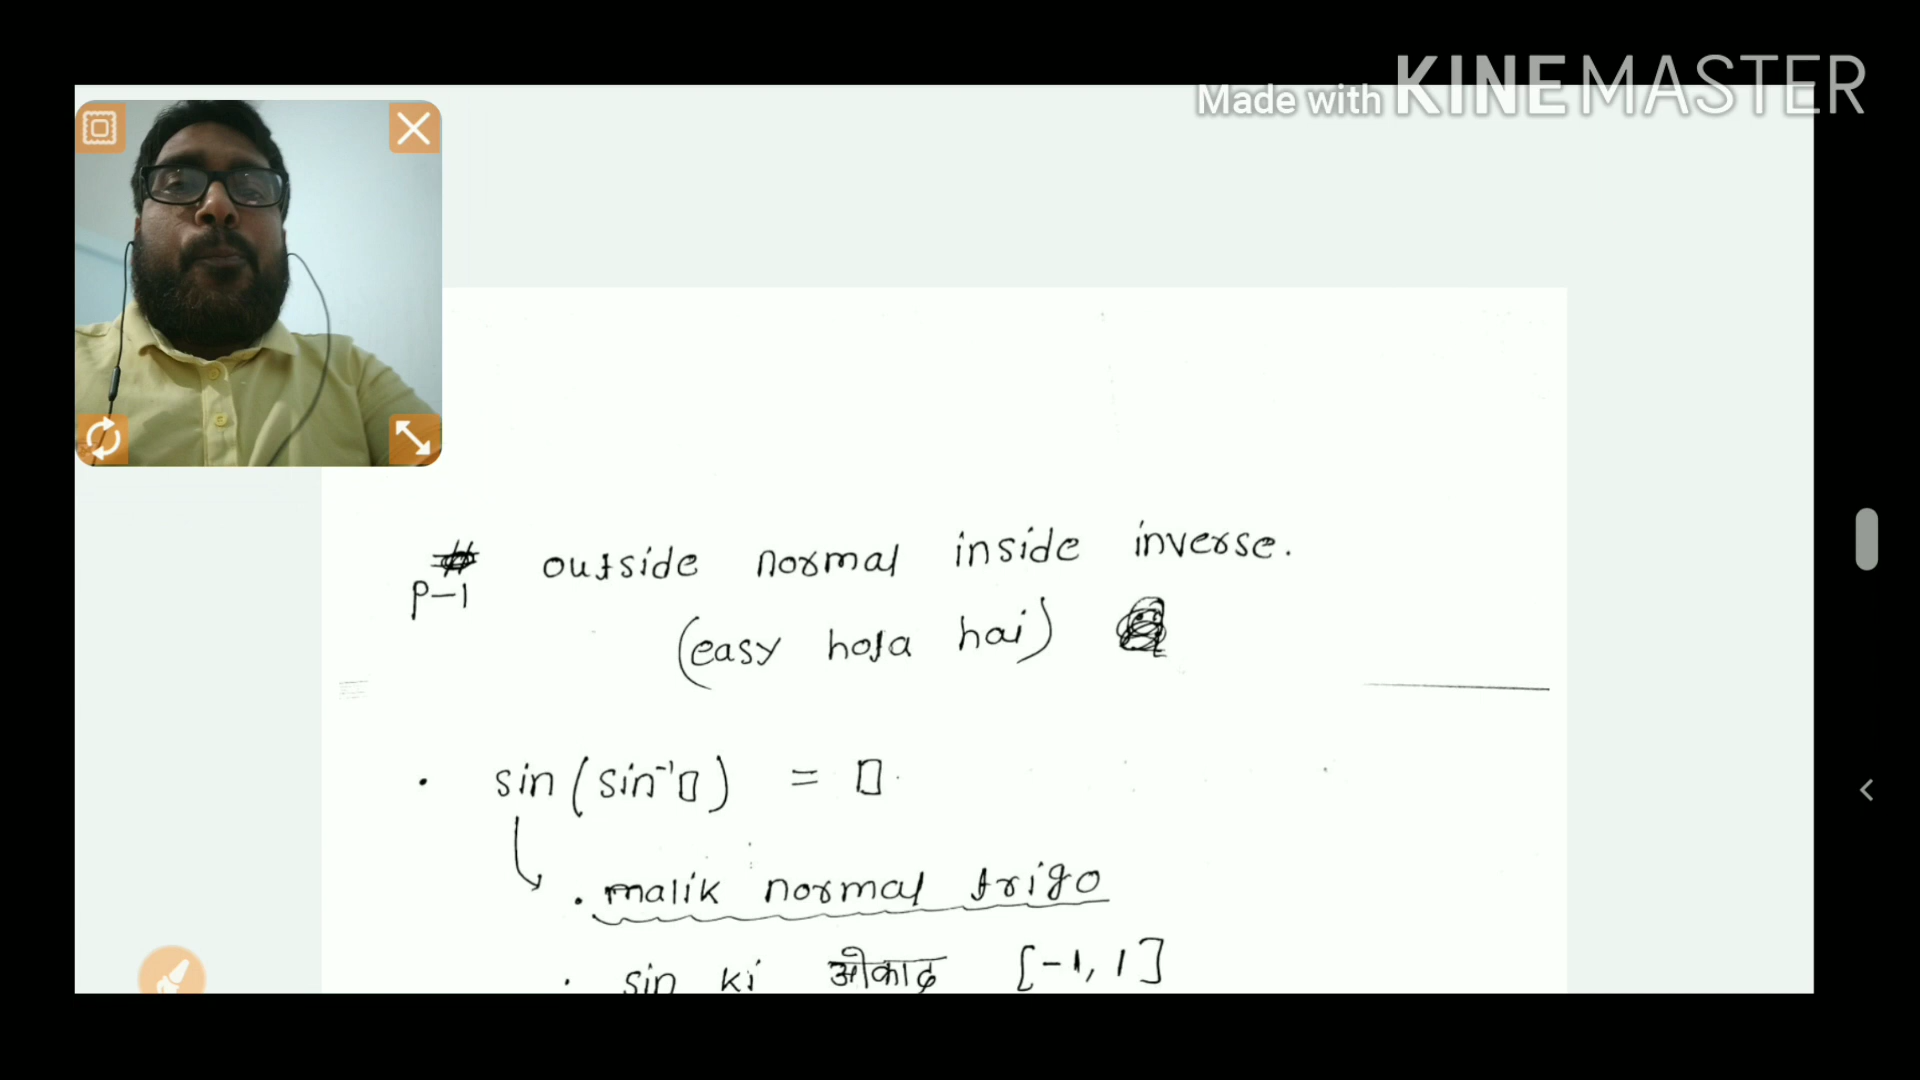 Made with KINEMASTER
# outside normal inside inverse.
P-1
(easy hota hai)
. sin(sin⁻¹▯) = ▯.
. malik normal trigo
. sin ki औकाद [-1, 1]